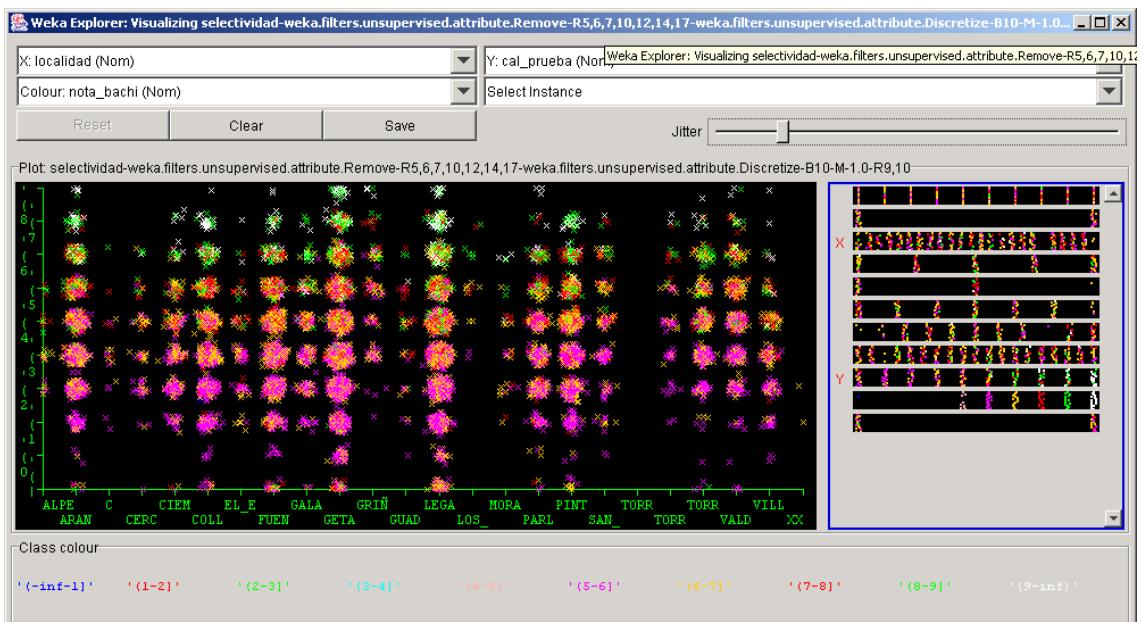 Weka Explorer: Visualizing selectividad-weka.filters.unsupervised.attribute.Remove-R5,6,7,10,12,14,17-weka.filters.unsupervised.attribute.Discretize-B10-M-1.0...
X: localidad (Nom)
Y: cal_prueba (Nom
Weka Explorer: Visualizing selectividad-weka.filters.unsupervised.attribute.Remove-R5,6,7,10,12
Colour: nota_bachi (Nom)
Select Instance
Reset
Clear
Save
Jitter
Plot: selectividad-weka.filters.unsupervised.attribute.Remove-R5,6,7,10,12,14,17-weka.filters.unsupervised.attribute.Discretize-B10-M-1.0-R9,10
X
Y
ALPE C CIEM EL_E GALA GRIÑ LEGA MORA PINT TORR TORR VILL
ARAN CERC COLL FUEN GETA GUAD LOS_ PARL SAN_ TORR VALD XX
Class colour
'(-inf-1]' '(1-2]' '(2-3]' '(3-4]' '(4-5]' '(5-6]' '(6-7]' '(7-8]' '(8-9]' '(9-inf)'